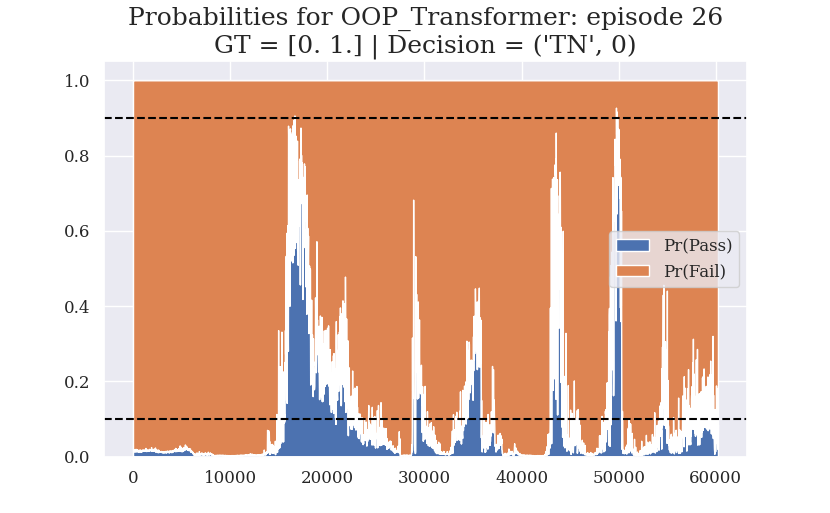 Probabilities for OOP_Transformer: episode 26
GT = [0. 1.] | Decision = ('TN', 0)
1.0
0.8
0.6
0.4
0.2
0.0
Pr(Pass)
Pr(Fail)
0 10000 20000 30000 40000 50000 60000